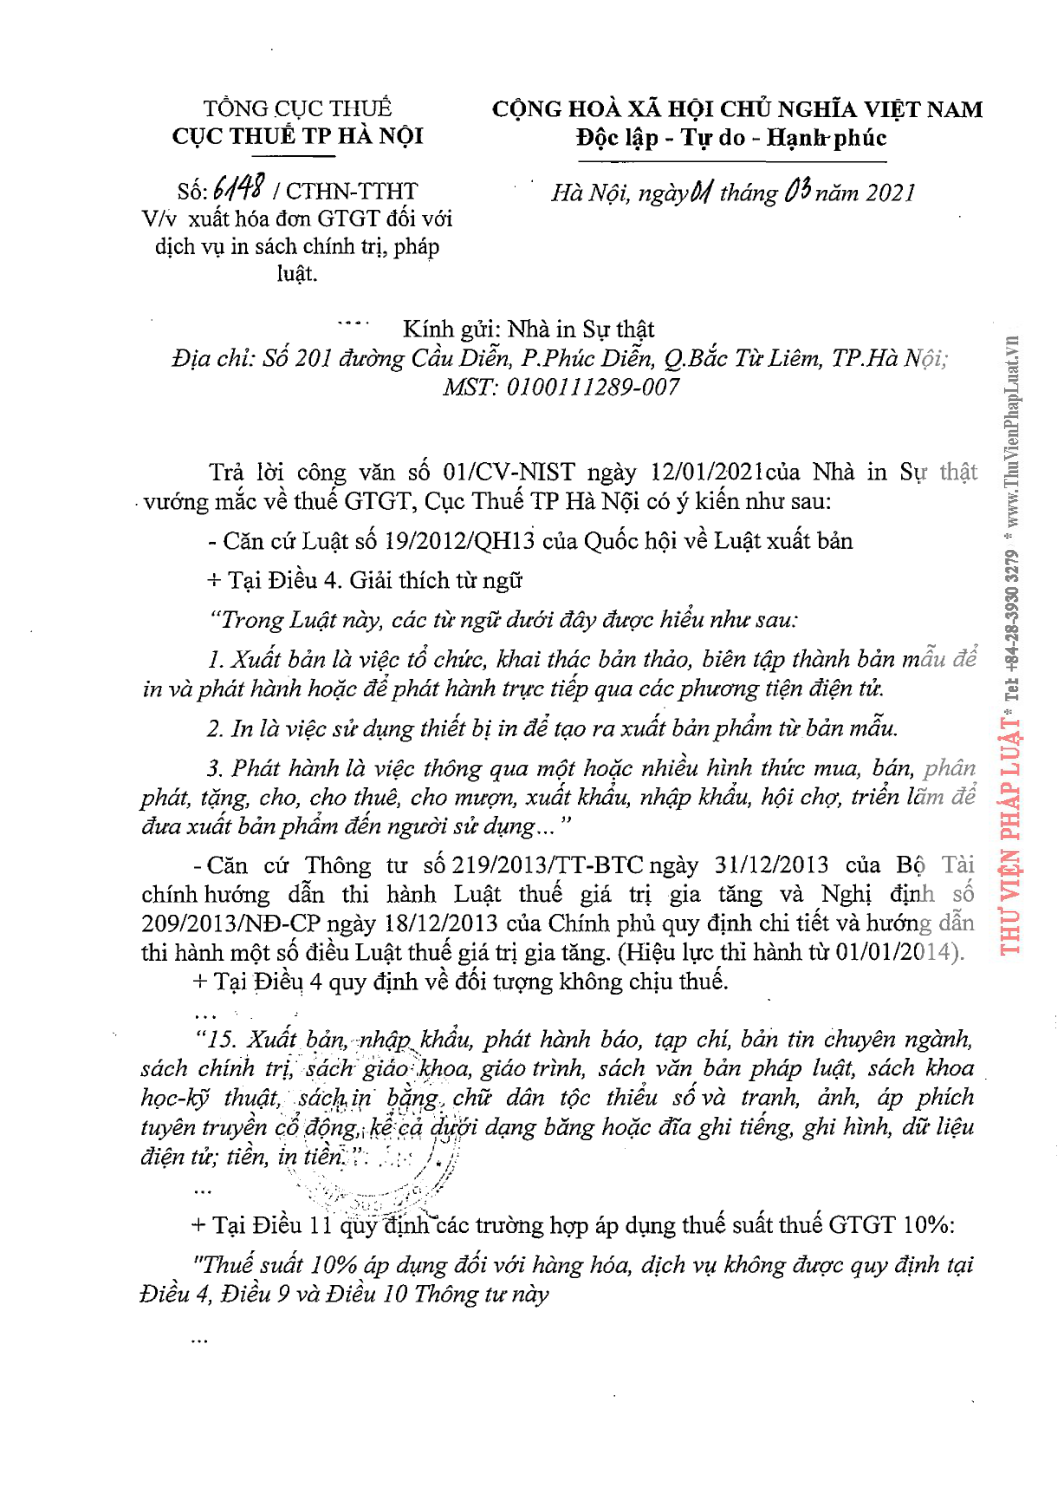 TỔNG CỤC THUẾ
CỤC THUẾ TP HÀ NỘI
CỘNG HOÀ XÃ HỘI CHỦ NGHĨA VIỆT NAM
Độc lập - Tự do - Hạnh phúc
Số: 6148 / CTHN-TTHT
V/v xuất hóa đơn GTGT đối với
dịch vụ in sách chính trị, pháp
luật.
Hà Nội, ngày 01 tháng 03 năm 2021
Kính gửi: Nhà in Sự thật
Địa chỉ: Số 201 đường Cầu Diễn, P.Phúc Diễn, Q.Bắc Từ Liêm, TP.Hà Nội;
MST: 0100111289-007
Trả lời công văn số 01/CV-NIST ngày 12/01/2021của Nhà in Sự thật
vướng mắc về thuế GTGT, Cục Thuế TP Hà Nội có ý kiến như sau:
- Căn cứ Luật số 19/2012/QH13 của Quốc hội về Luật xuất bản
+ Tại Điều 4. Giải thích từ ngữ
“Trong Luật này, các từ ngữ dưới đây được hiểu như sau:
1. Xuất bản là việc tổ chức, khai thác bản thảo, biên tập thành bản mẫu để
in và phát hành hoặc để phát hành trực tiếp qua các phương tiện điện tử.
2. In là việc sử dụng thiết bị in để tạo ra xuất bản phẩm từ bản mẫu.
3. Phát hành là việc thông qua một hoặc nhiều hình thức mua, bán, phân
phát, tặng, cho, cho thuê, cho mượn, xuất khẩu, nhập khẩu, hội chợ, triển lãm để
đưa xuất bản phẩm đến người sử dụng... ”
- Căn cứ Thông tư số 219/2013/TT-BTC ngày 31/12/2013 của Bộ Tài
chính hướng dẫn thi hành Luật thuế giá trị gia tăng và Nghị định số
209/2013/NĐ-CP ngày 18/12/2013 của Chính phủ quy định chi tiết và hướng dẫn
thi hành một số điều Luật thuế giá trị gia tăng. (Hiệu lực thi hành từ 01/01/2014).
+ Tại Điều 4 quy định về đối tượng không chịu thuế.
...
“15. Xuất bản, nhập khẩu, phát hành báo, tạp chí, bản tin chuyên ngành,
sách chính trị, sách giáo khoa, giáo trình, sách văn bản pháp luật, sách khoa
học-kỹ thuật, sách in bằng chữ dân tộc thiểu số và tranh, ảnh, áp phích
tuyên truyền cổ động, kể cả dưới dạng băng hoặc đĩa ghi tiếng, ghi hình, dữ liệu
điện tử; tiền, in tiền.”
...
+ Tại Điều 11 quy định các trường hợp áp dụng thuế suất thuế GTGT 10%:
"Thuế suất 10% áp dụng đối với hàng hóa, dịch vụ không được quy định tại
Điều 4, Điều 9 và Điều 10 Thông tư này
...
THƯ VIỆN PHÁP LUẬT * Tel: +84-28-3930 3279 * www.ThuVienPhapLuat.vn